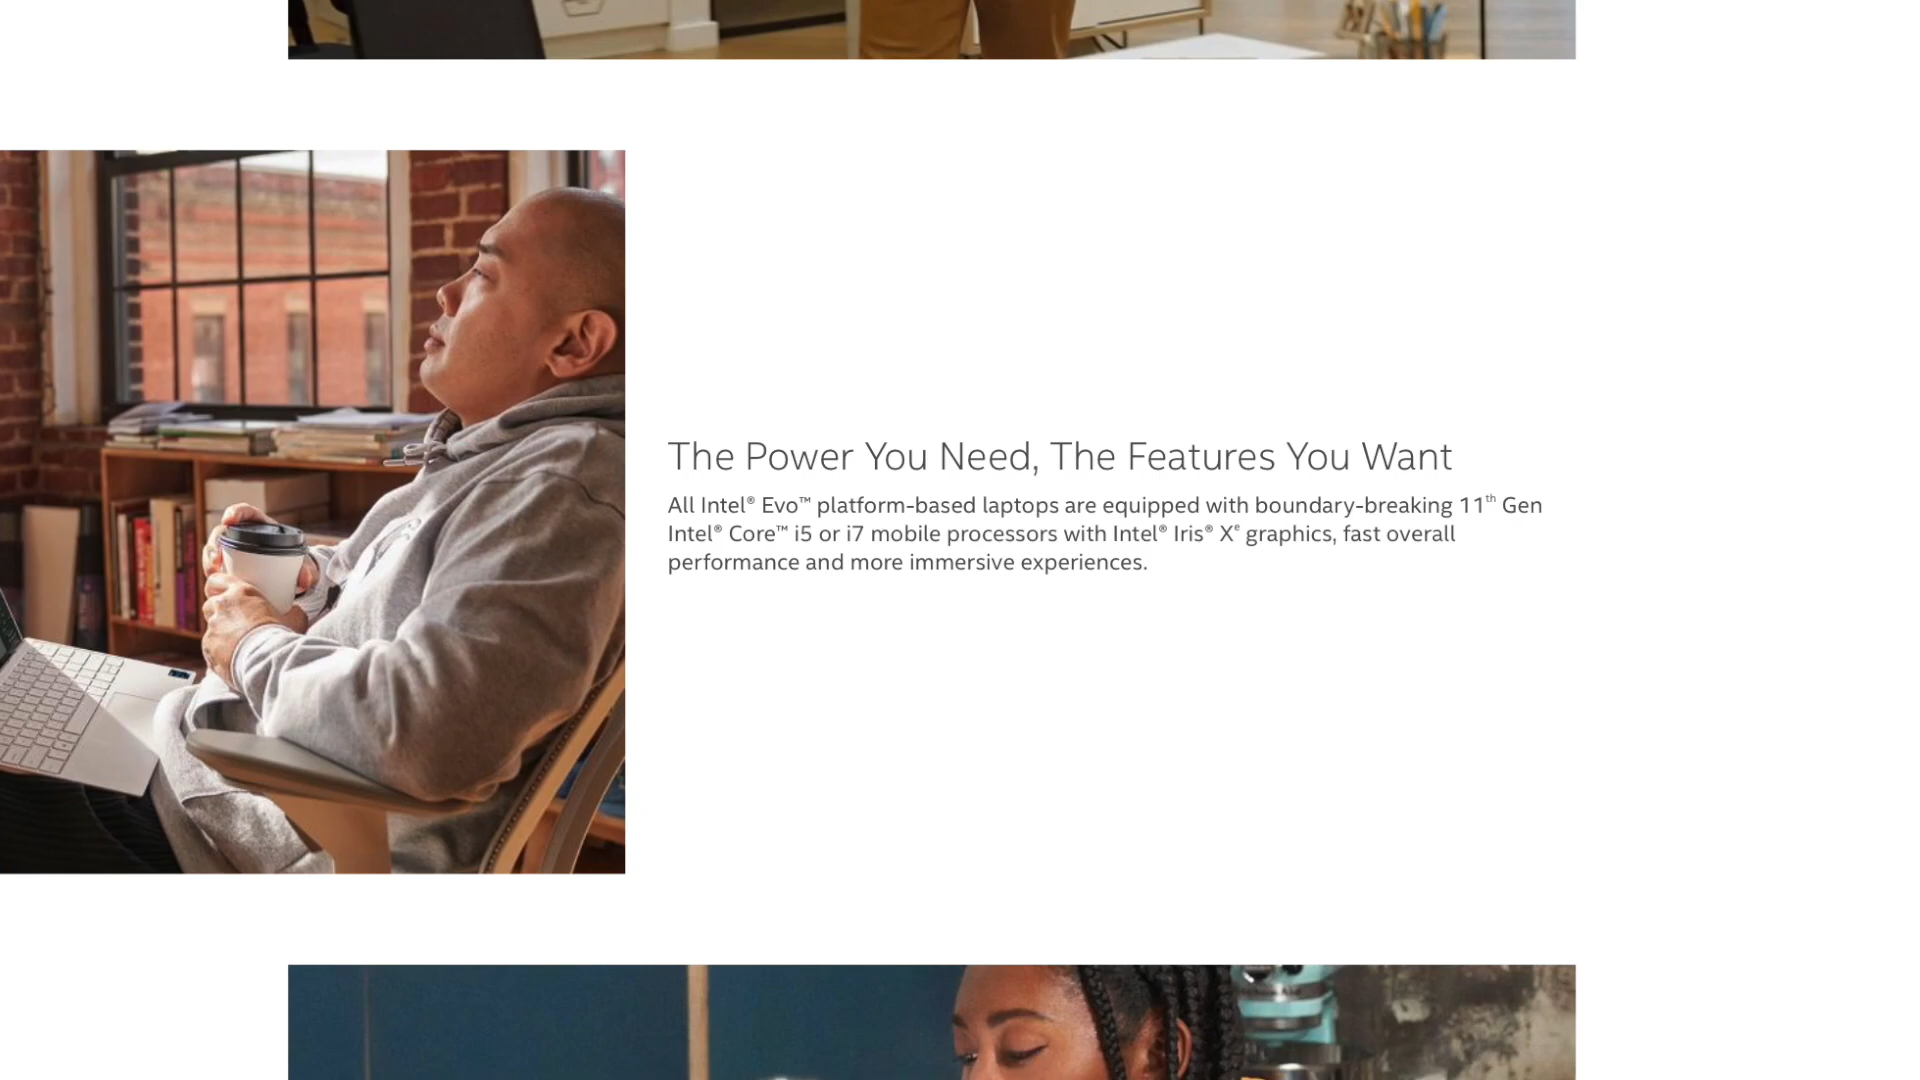 The Power You Need, The Features You Want
All Intel® Evo™ platform-based laptops are equipped with boundary-breaking 11th Gen
Intel® Core™ i5 or i7 mobile processors with Intel® Iris® Xe graphics, fast overall
performance and more immersive experiences.